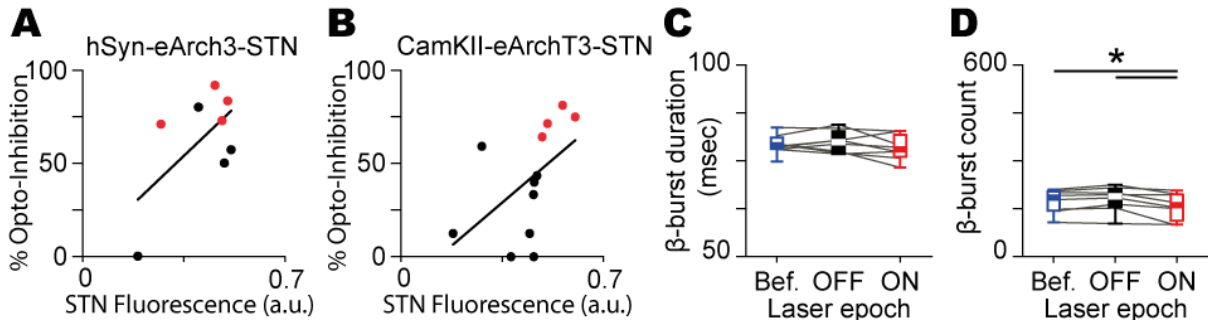 A
hSyn-eArch3-STN
% Opto-Inhibition
100
50
0
0
0.7
STN Fluorescence (a.u.)
B
CamKII-eArchT3-STN
% Opto-Inhibition
100
50
0
0
0.7
STN Fluorescence (a.u.)
C
β-burst duration
(msec)
100
50
Bef. OFF ON
Laser epoch
D
β-burst count
600
0
*
Bef. OFF ON
Laser epoch